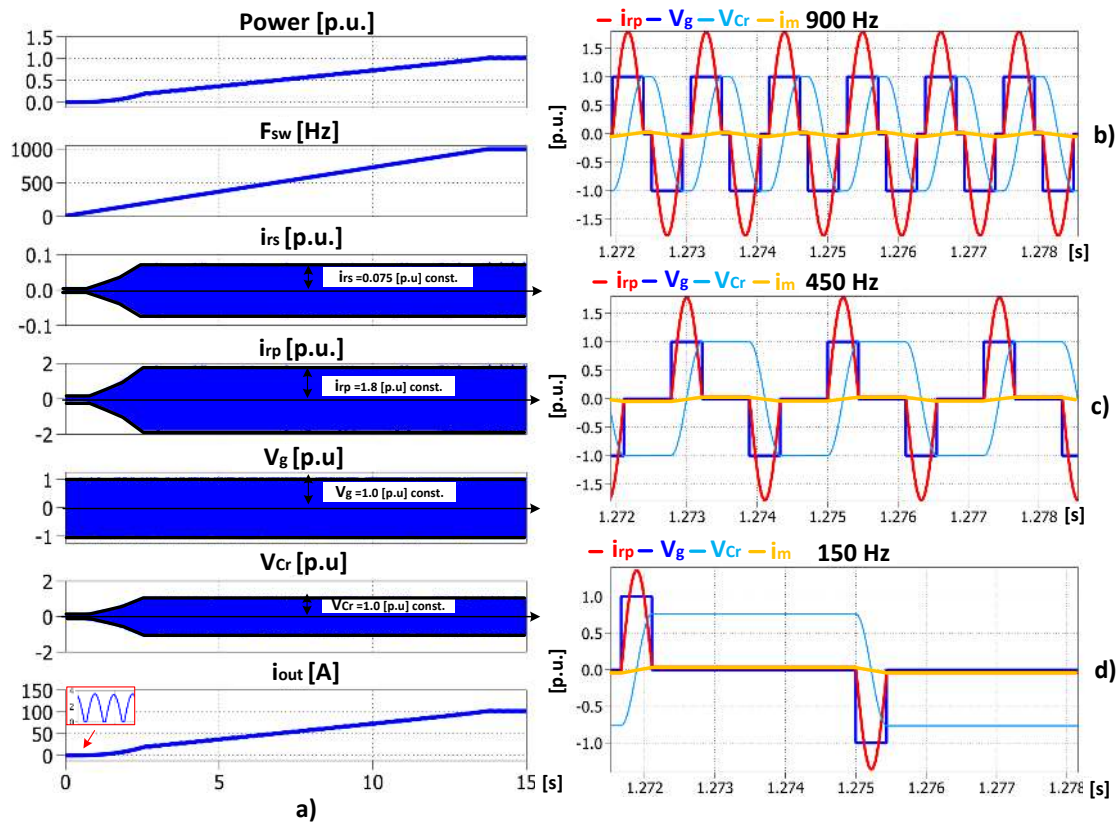 Power [p.u.]
1.5
1.0
0.5
0.0
Fsw [Hz]
1000
500
0
irs [p.u.]
0.1
0.0
-0.1
irs =0.075 [p.u] const.
irp [p.u.]
2
0
-2
irp =1.8 [p.u] const.
Vg [p.u]
1
0
-1
Vg =1.0 [p.u] const.
VCr [p.u]
2
0
-2
VCr =1.0 [p.u] const.
iout [A]
150
100
50
0
4
2
0
0 5 10 15 [s]
a)
irp Vg VCr im 900 Hz
[p.u.]
1.5
1.0
0.5
0.0
-0.5
-1.0
-1.5
1.272 1.273 1.274 1.275 1.276 1.277 1.278 [s]
b)
irp Vg VCr im 450 Hz
[p.u.]
1.5
1.0
0.5
0.0
-0.5
-1.0
-1.5
1.272 1.273 1.274 1.275 1.276 1.277 1.278 [s]
c)
irp Vg VCr im 150 Hz
[p.u.]
1.0
0.5
0.0
-0.5
-1.0
1.272 1.273 1.274 1.275 1.276 1.277 1.278
[s]
d)